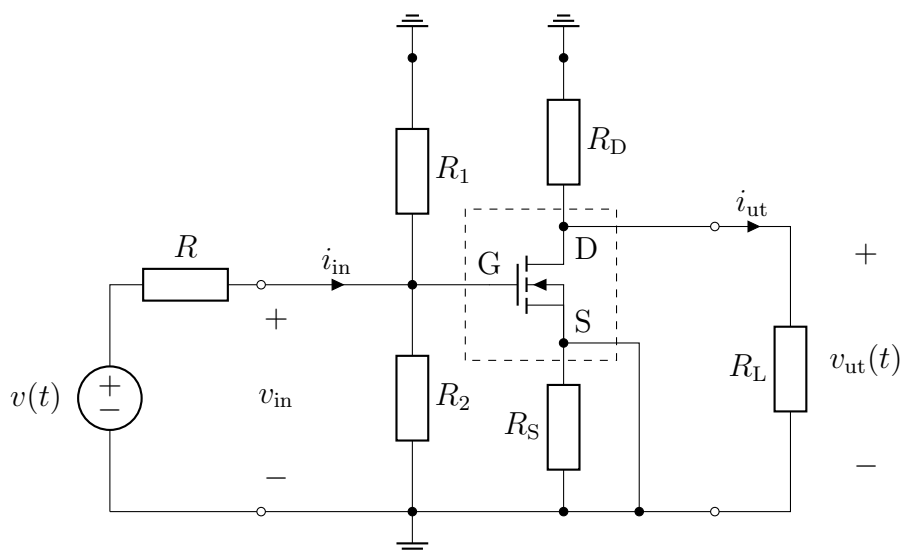 R_D
R_1
i_ut
R
i_in
G
D
+
+
S
v(t)
+
−
v_in
R_2
R_S
R_L
v_ut(t)
−
−